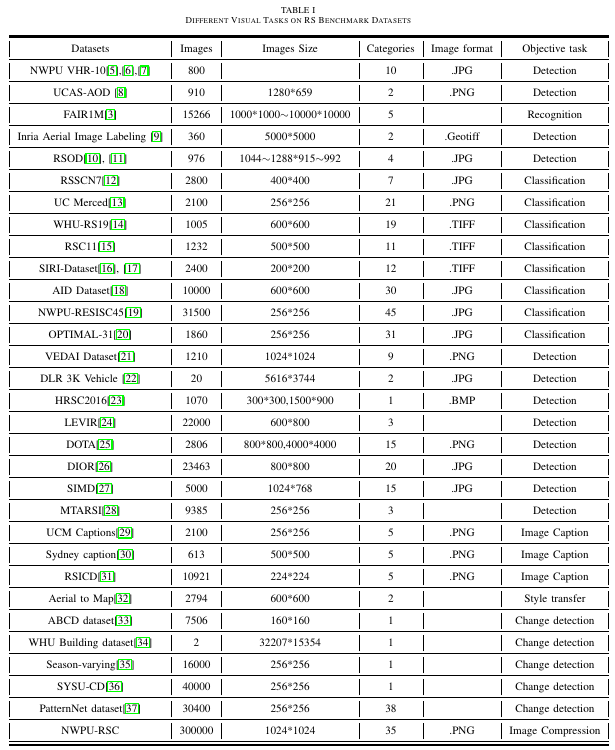 TABLE I
DIFFERENT VISUAL TASKS ON RS BENCHMARK DATASETS
Datasets Images Images Size Categories Image format Objective task
NWPU VHR-10[5],[6],[7] 800 10 .JPG Detection
UCAS-AOD [8] 910 1280*659 2 .PNG Detection
FAIR1M[3] 15266 1000*1000~10000*10000 5 Recognition
Inria Aerial Image Labeling [9] 360 5000*5000 2 .Geotiff Detection
RSOD[10], [11] 976 1044~1288*915~992 4 .JPG Detection
RSSCN7[12] 2800 400*400 7 .JPG Classification
UC Merced[13] 2100 256*256 21 .PNG Classification
WHU-RS19[14] 1005 600*600 19 .TIFF Classification
RSC11[15] 1232 500*500 11 .TIFF Classification
SIRI-Dataset[16], [17] 2400 200*200 12 .TIFF Classification
AID Dataset[18] 10000 600*600 30 .JPG Classification
NWPU-RESISC45[19] 31500 256*256 45 .JPG Classification
OPTIMAL-31[20] 1860 256*256 31 .JPG Classification
VEDAI Dataset[21] 1210 1024*1024 9 .PNG Detection
DLR 3K Vehicle [22] 20 5616*3744 2 .JPG Detection
HRSC2016[23] 1070 300*300,1500*900 1 .BMP Detection
LEVIR[24] 22000 600*800 3 Detection
DOTA[25] 2806 800*800,4000*4000 15 .PNG Detection
DIOR[26] 23463 800*800 20 .JPG Detection
SIMD[27] 5000 1024*768 15 .JPG Detection
MTARSI[28] 9385 256*256 3 Detection
UCM Captions[29] 2100 256*256 5 .PNG Image Caption
Sydney caption[30] 613 500*500 5 .PNG Image Caption
RSICD[31] 10921 224*224 5 .PNG Image Caption
Aerial to Map[32] 2794 600*600 2 Style transfer
ABCD dataset[33] 7506 160*160 1 Change detection
WHU Building dataset[34] 2 32207*15354 1 Change detection
Season-varying[35] 16000 256*256 1 Change detection
SYSU-CD[36] 40000 256*256 1 Change detection
PatternNet dataset[37] 30400 256*256 38 Change detection
NWPU-RSC 300000 1024*1024 35 .PNG Image Compression